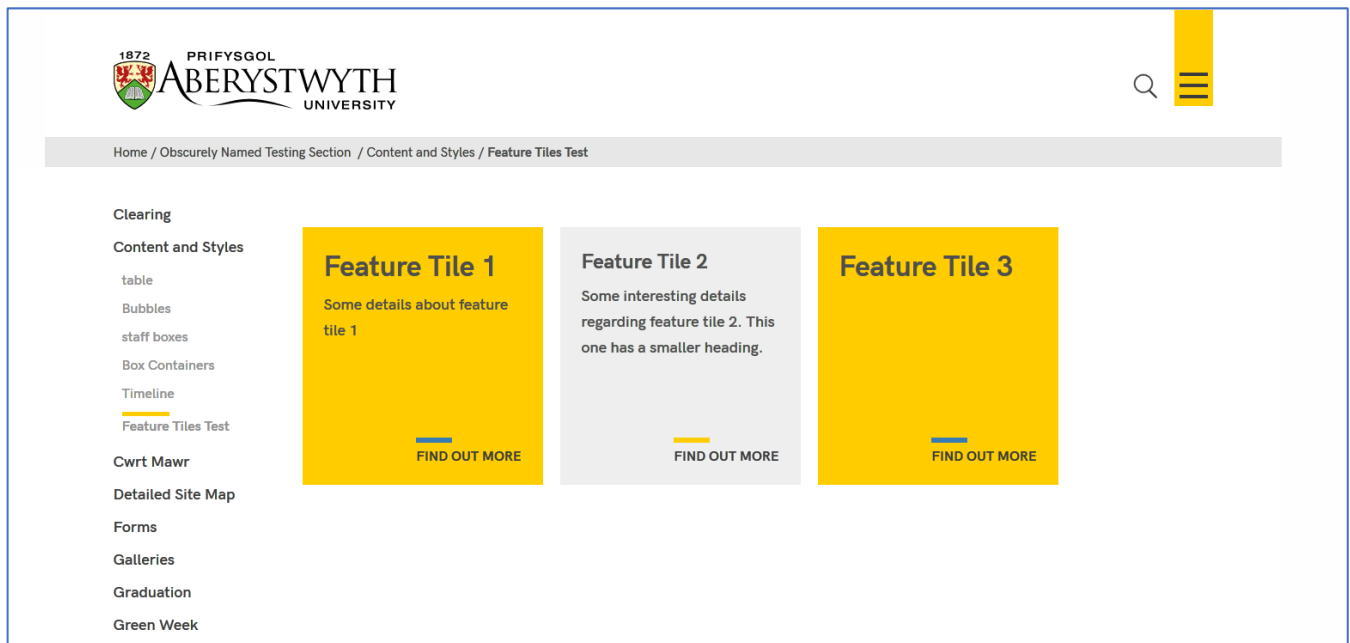 1872 PRIFYSGOL
ABERYSTWYTH
UNIVERSITY
Home / Obscurely Named Testing Section / Content and Styles / Feature Tiles Test
Clearing
Content and Styles
table
Bubbles
staff boxes
Box Containers
Timeline
Feature Tiles Test
Cwrt Mawr
Detailed Site Map
Forms
Galleries
Graduation
Green Week
Feature Tile 1
Some details about feature
tile 1
FIND OUT MORE
Feature Tile 2
Some interesting details
regarding feature tile 2. This
one has a smaller heading.
FIND OUT MORE
Feature Tile 3
FIND OUT MORE